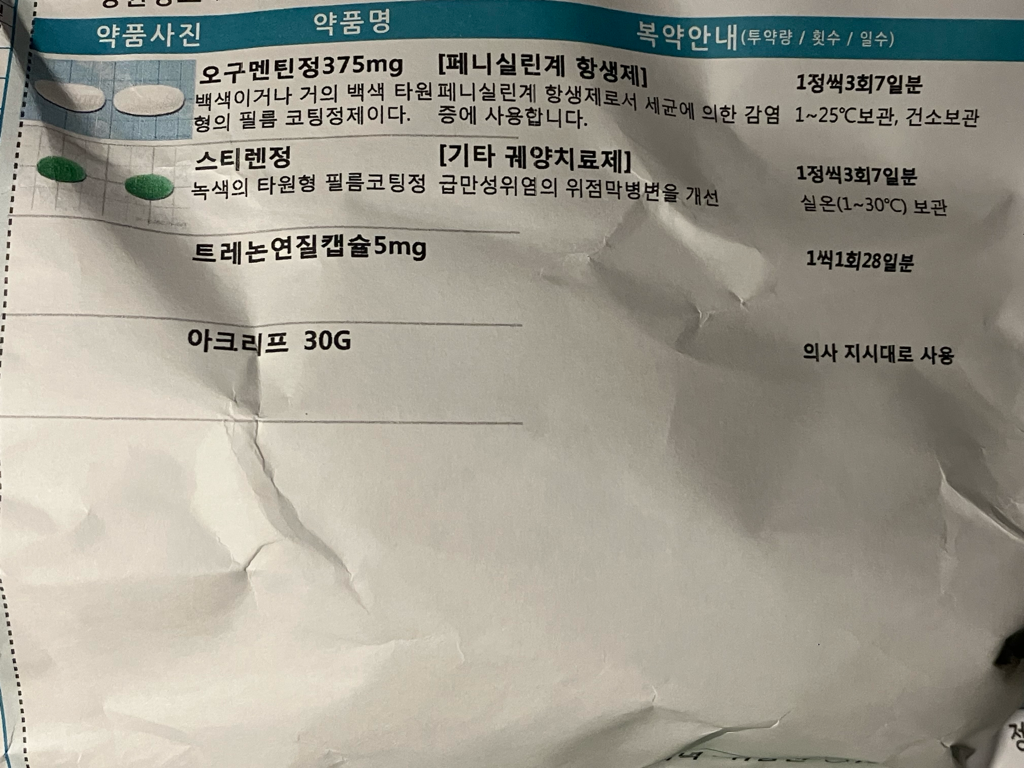 약품사진 약품명 복약안내(투약량 / 횟수 / 일수)
오구멘틴정375mg [페니실린계 항생제] 1정씩3회7일분
백색이거나 거의 백색 타원 페니실린계 항생제로서 세균에 의한 감염 1~25℃보관, 건소보관
형의 필름 코팅정제이다. 증에 사용합니다.
스티렌정 [기타 궤양치료제] 1정씩3회7일분
녹색의 타원형 필름코팅정 급만성위염의 위점막병변을 개선 실온(1~30℃) 보관
트레논연질캡슐5mg 1씩1회28일분
아크리프 30G 의사 지시대로 사용
정